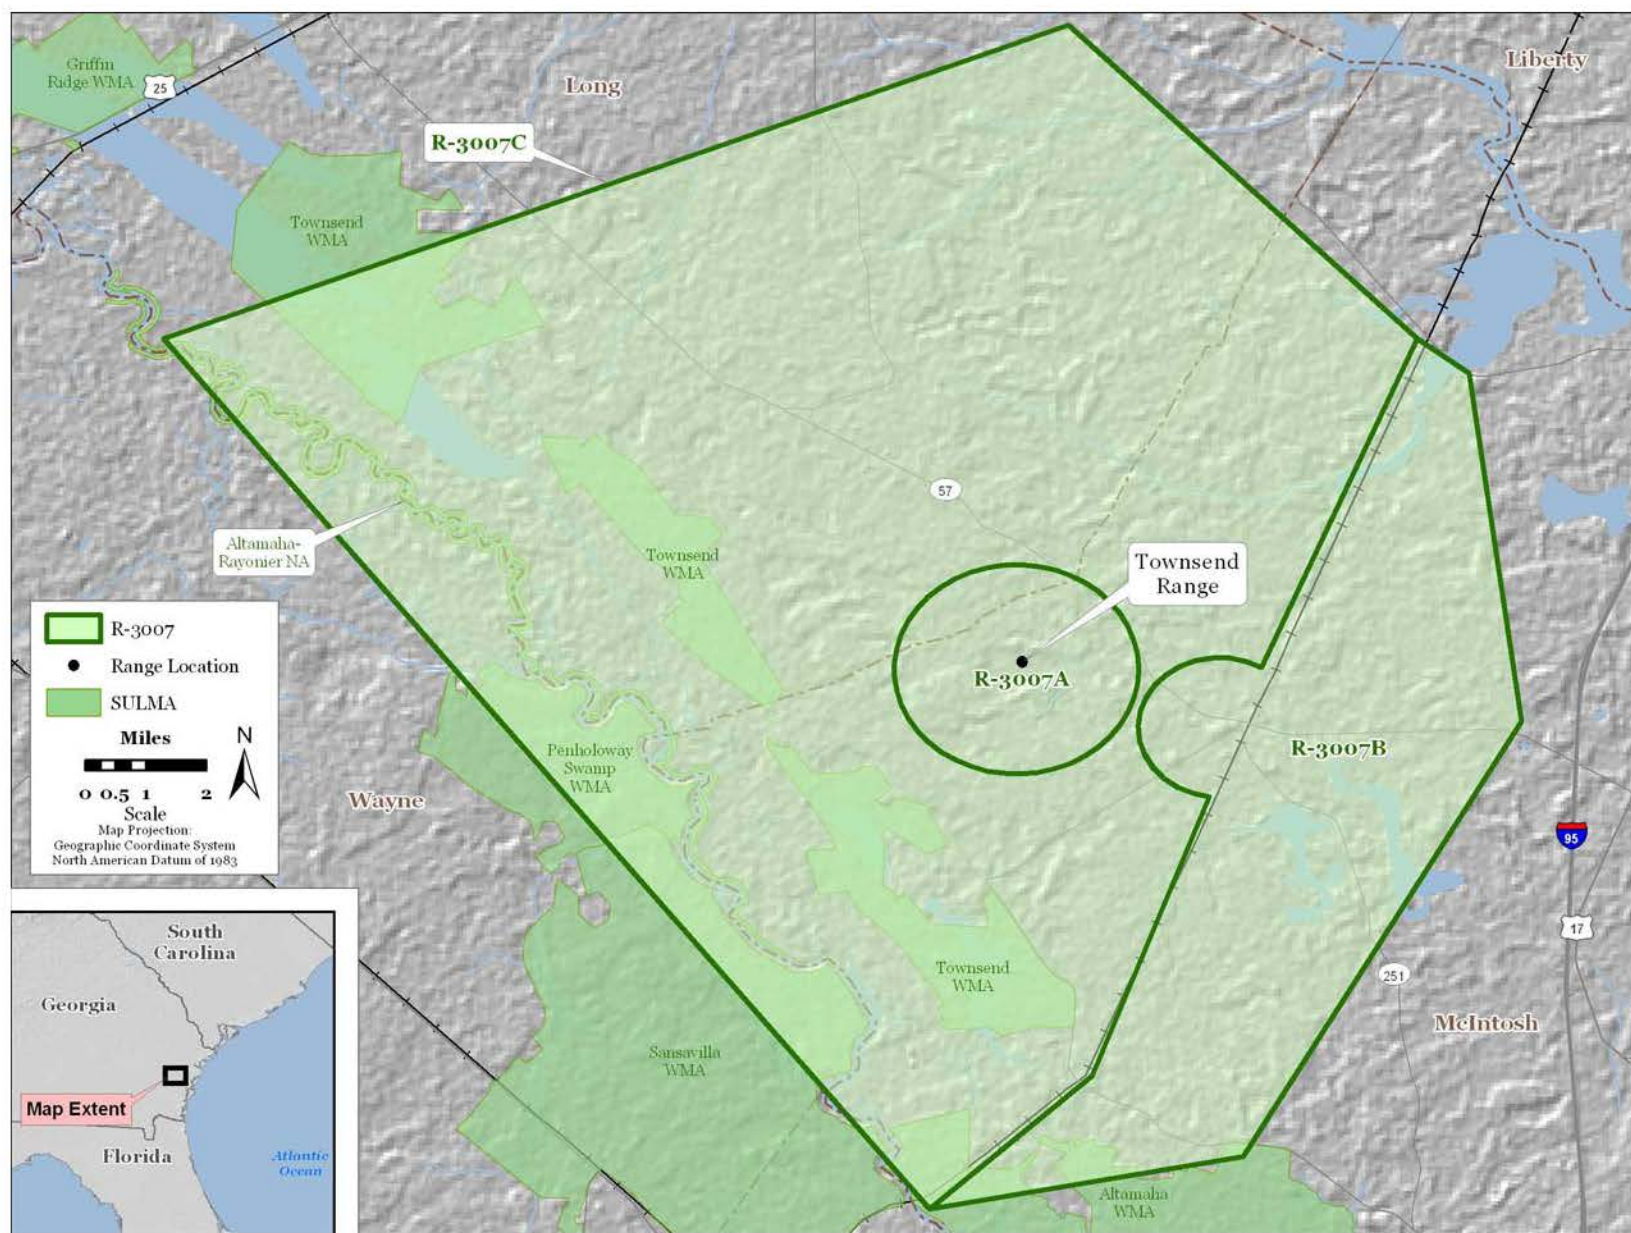 Griffin
Ridge WMA
25
Long
Liberty
R-3007C
Townsend
WMA
57
Altamaha-
Rayonier NA
Townsend
WMA
Townsend
Range
R-3007A
R-3007
Range Location
SULMA
Miles
N
0 0.5 1 2
Scale
Map Projection:
Geographic Coordinate System
North American Datum of 1983
Penholoway
Swamp
WMA
Wayne
R-3007B
95
17
251
Townsend
WMA
McIntosh
Sansavilla
WMA
Altamaha
WMA
South
Carolina
Georgia
Map Extent
Florida
Atlantic
Ocean